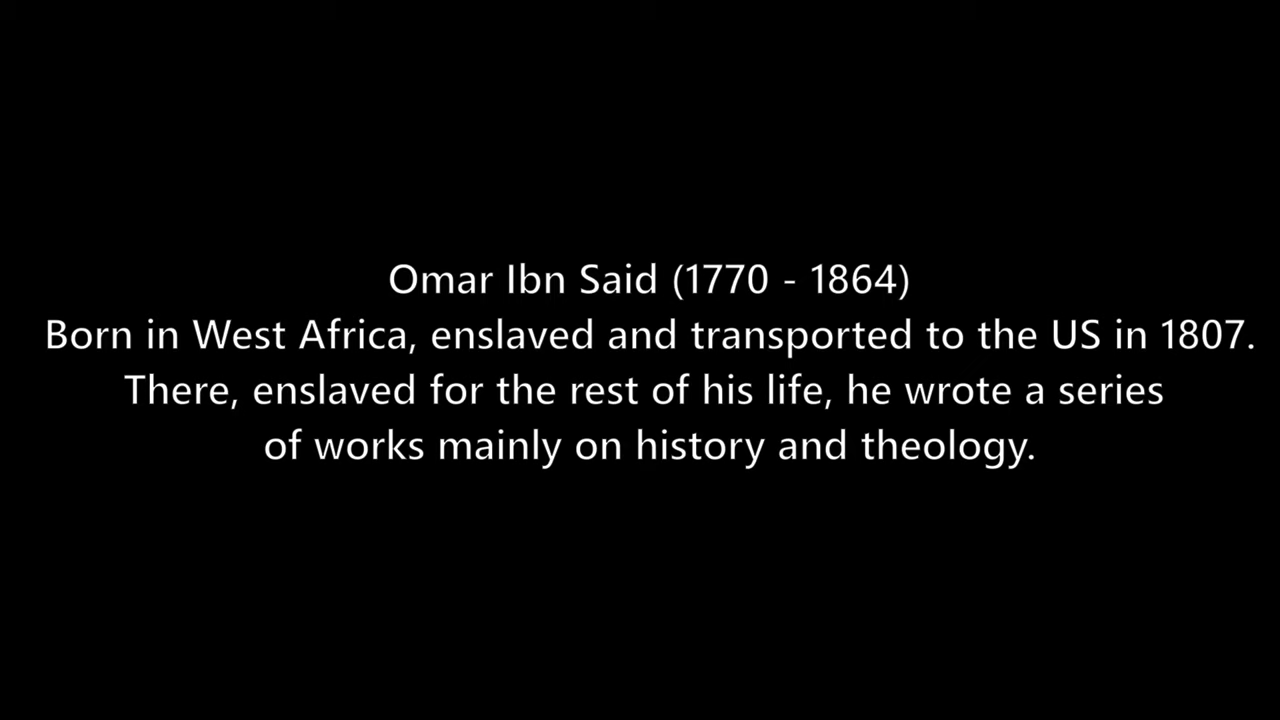 Omar Ibn Said (1770 - 1864)
Born in West Africa, enslaved and transported to the US in 1807.
There, enslaved for the rest of his life, he wrote a series
of works mainly on history and theology.